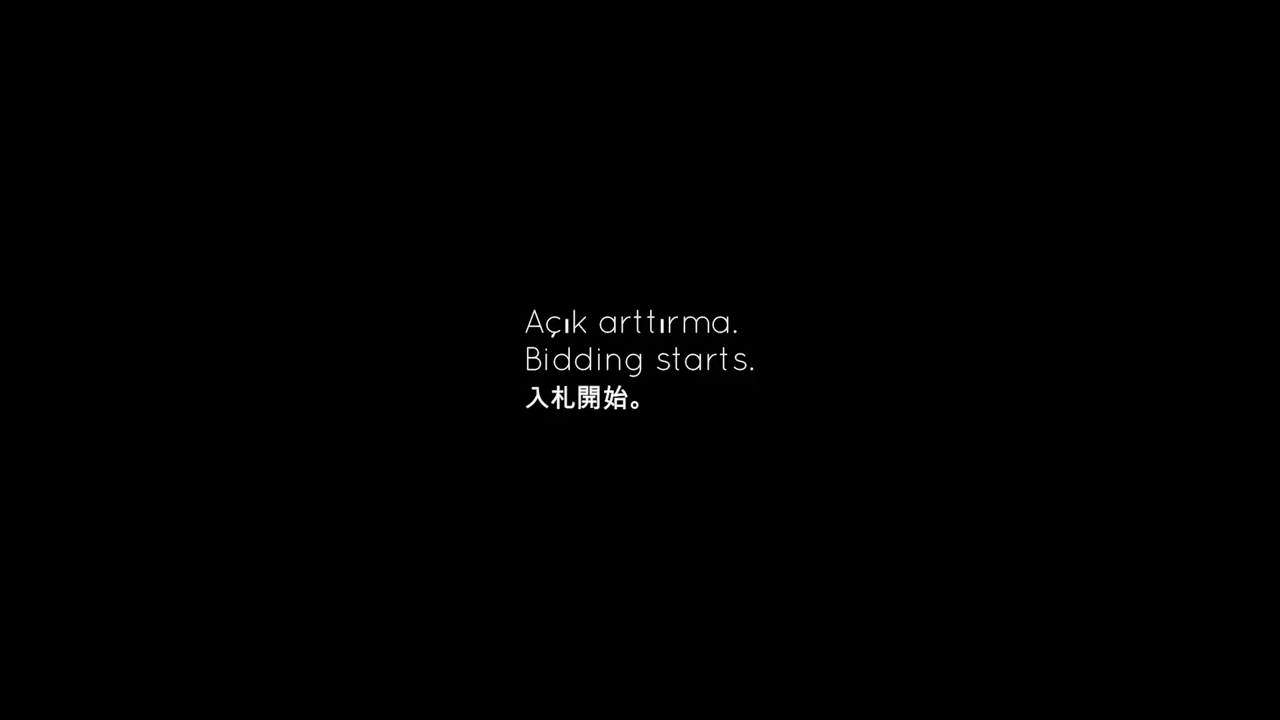 Açık arttırma.
Bidding starts.
入札開始。